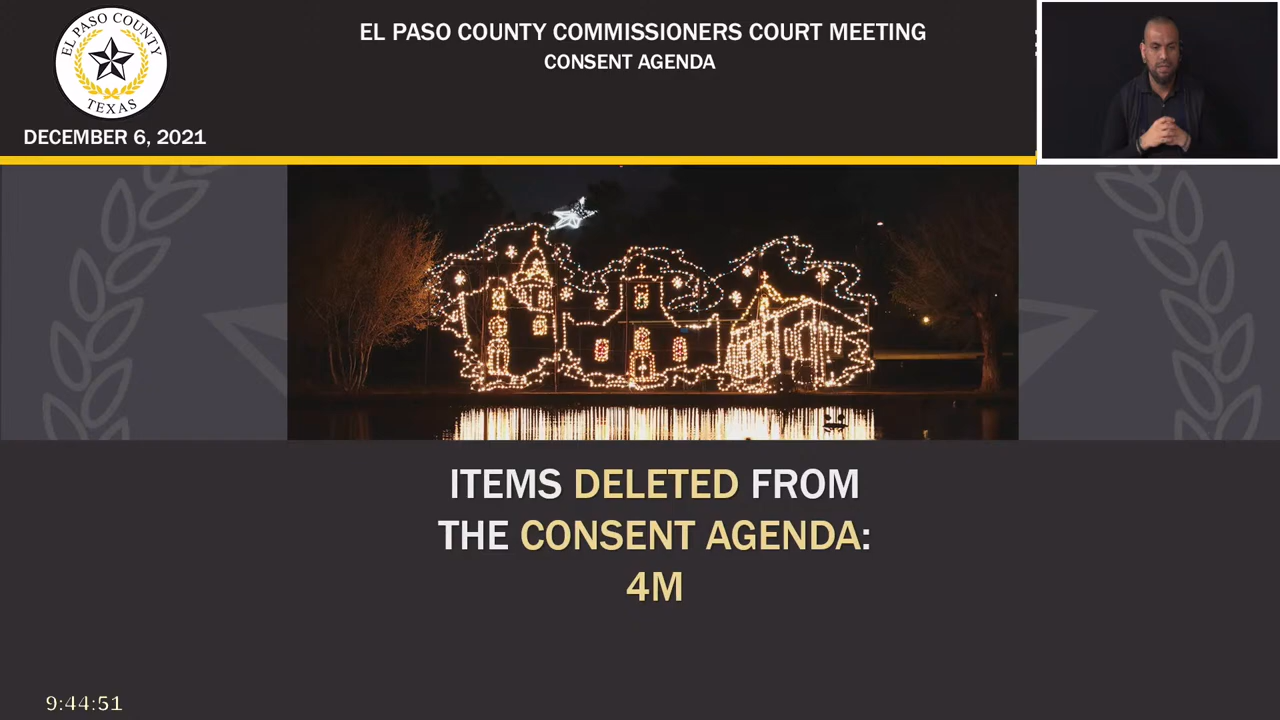 EL PASO COUNTY
TEXAS
DECEMBER 6, 2021
EL PASO COUNTY COMMISSIONERS COURT MEETING
CONSENT AGENDA
ITEMS DELETED FROM
THE CONSENT AGENDA:
4M
9:44:51